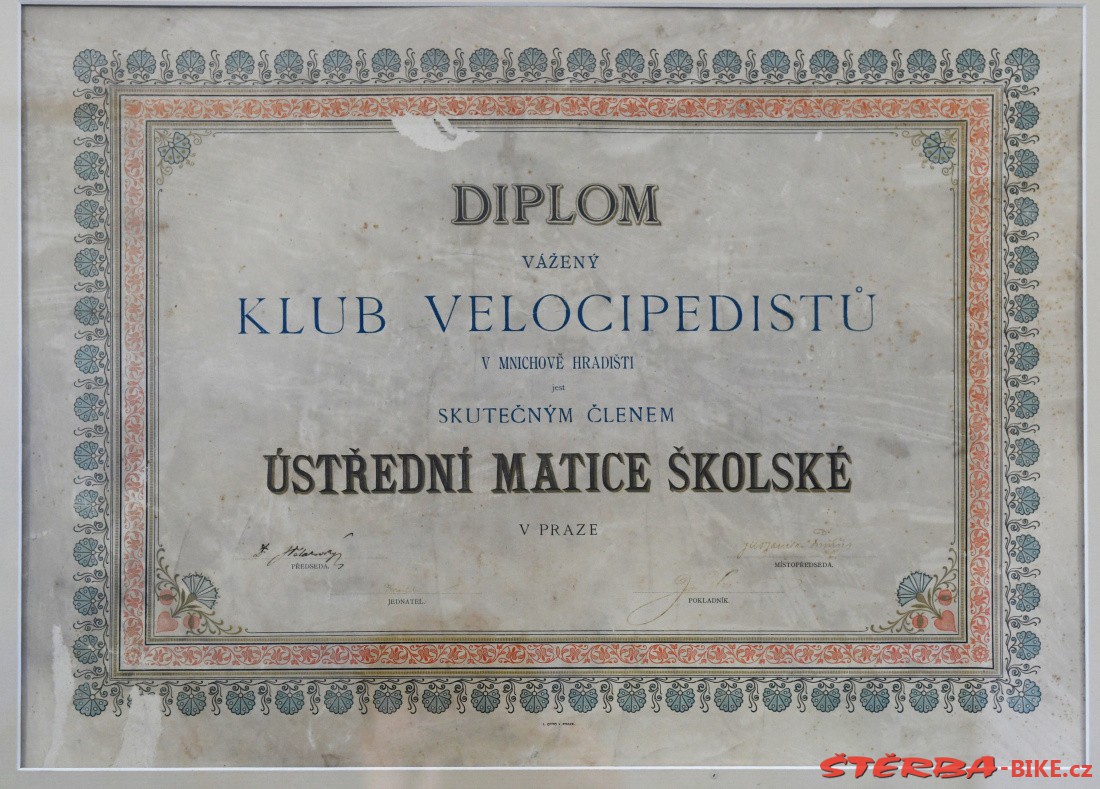 DIPLOM
VÁŽENÝ
KLUB VELOCIPEDISTŮ
V MNICHOVĚ HRADIŠTI
jest
SKUTEČNÝM ČLENEM
ÚSTŘEDNÍ MATICE ŠKOLSKÉ
V PRAZE
PŘEDSEDA.
MÍSTOPŘEDSEDA.
JEDNATEL.
POKLADNÍK.
ŠTĚRBA-BIKE.cz